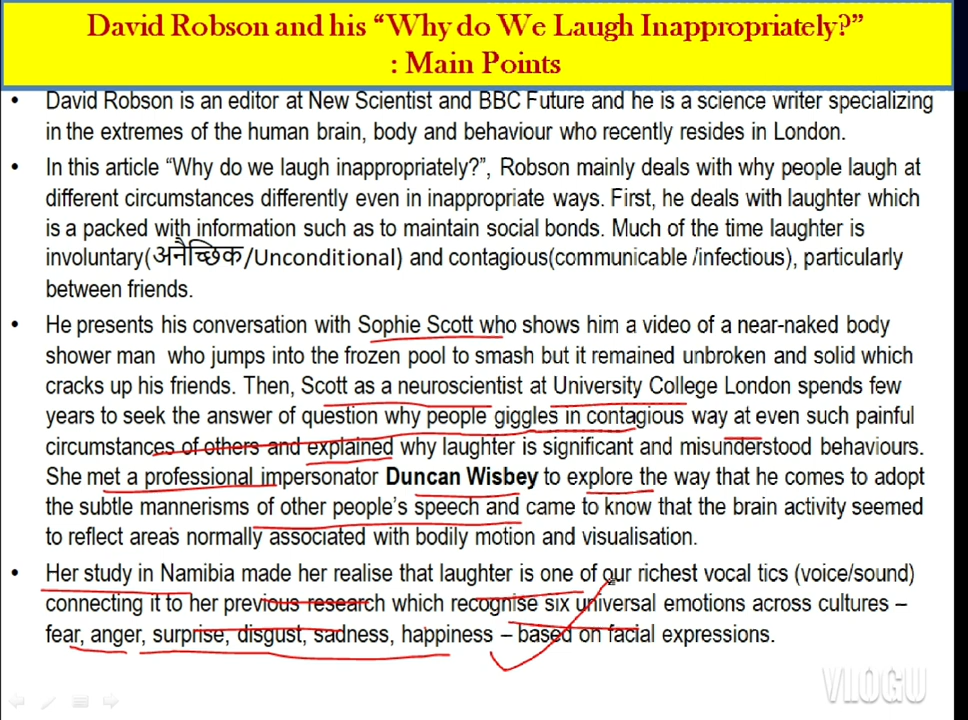 David Robson and his “Why do We Laugh Inappropriately?”
: Main Points
• David Robson is an editor at New Scientist and BBC Future and he is a science writer specializing
in the extremes of the human brain, body and behaviour who recently resides in London.
• In this article “Why do we laugh inappropriately?”, Robson mainly deals with why people laugh at
different circumstances differently even in inappropriate ways. First, he deals with laughter which
is a packed with information such as to maintain social bonds. Much of the time laughter is
involuntary(अनैच्छिक/Unconditional) and contagious(communicable /infectious), particularly
between friends.
• He presents his conversation with Sophie Scott who shows him a video of a near-naked body
shower man who jumps into the frozen pool to smash but it remained unbroken and solid which
cracks up his friends. Then, Scott as a neuroscientist at University College London spends few
years to seek the answer of question why people giggles in contagious way at even such painful
circumstances of others and explained why laughter is significant and misunderstood behaviours.
She met a professional impersonator Duncan Wisbey to explore the way that he comes to adopt
the subtle mannerisms of other people’s speech and came to know that the brain activity seemed
to reflect areas normally associated with bodily motion and visualisation.
• Her study in Namibia made her realise that laughter is one of our richest vocal tics (voice/sound)
connecting it to her previous research which recognise six universal emotions across cultures –
fear, anger, surprise, disgust, sadness, happiness – based on facial expressions.
VLOGU